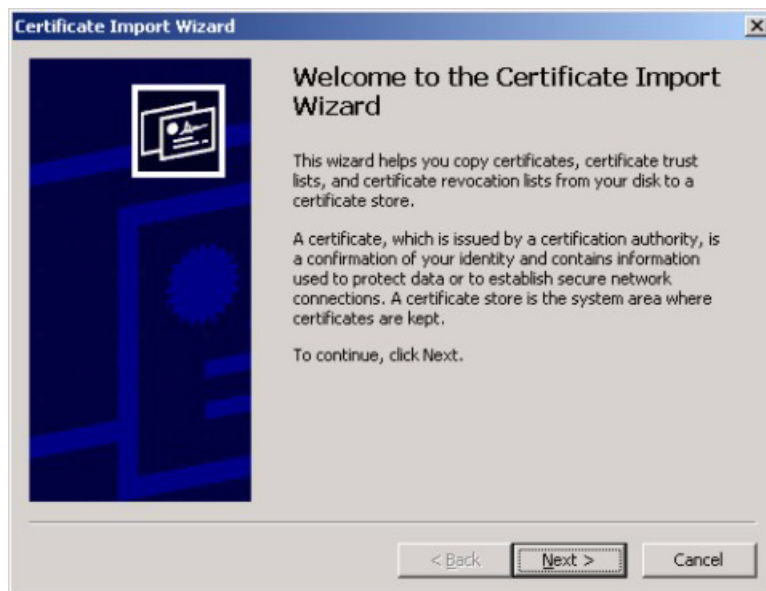 Certificate Import Wizard
Welcome to the Certificate Import
Wizard
This wizard helps you copy certificates, certificate trust
lists, and certificate revocation lists from your disk to a
certificate store.
A certificate, which is issued by a certification authority, is
a confirmation of your identity and contains information
used to protect data or to establish secure network
connections. A certificate store is the system area where
certificates are kept.
To continue, click Next.
< Back Next > Cancel